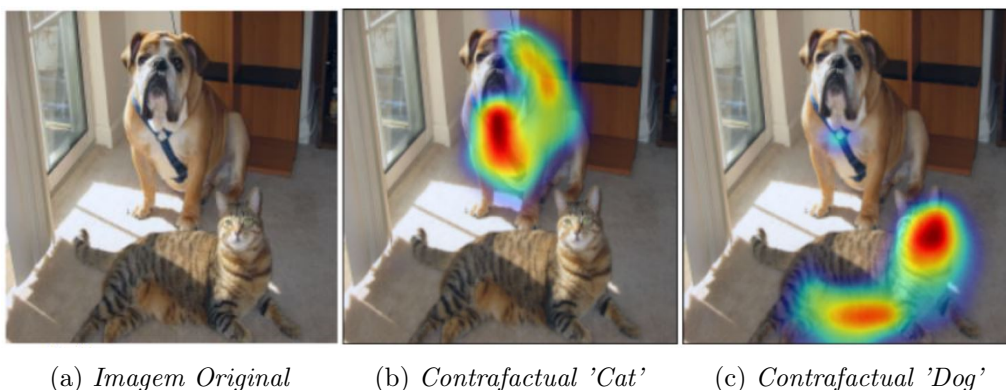 (a) Imagem Original
(b) Contrafactual 'Cat'
(c) Contrafactual 'Dog'